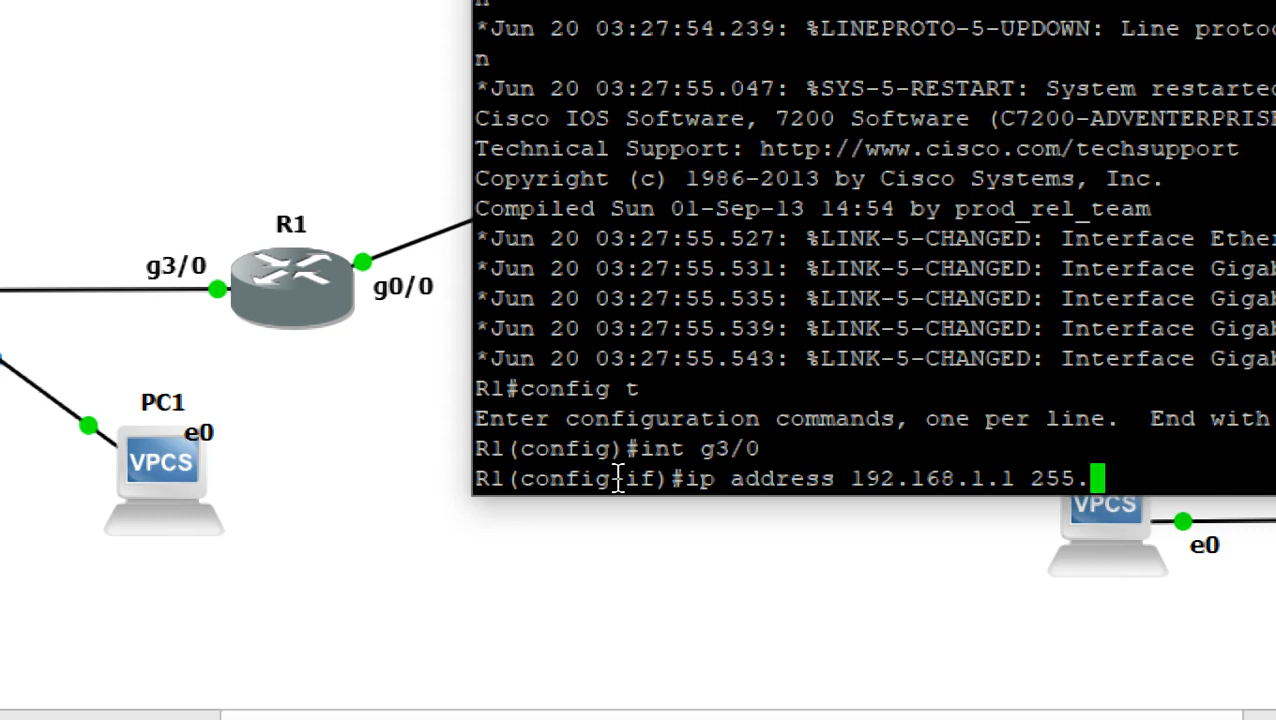 n
*Jun 20 03:27:54.239: %LINEPROTO-5-UPDOWN: Line protoc
n
*Jun 20 03:27:55.047: %SYS-5-RESTART: System restarted
Cisco IOS Software, 7200 Software (C7200-ADVENTERPRISE
Technical Support: http://www.cisco.com/techsupport
Copyright (c) 1986-2013 by Cisco Systems, Inc.
Compiled Sun 01-Sep-13 14:54 by prod_rel_team
*Jun 20 03:27:55.527: %LINK-5-CHANGED: Interface Ether
*Jun 20 03:27:55.531: %LINK-5-CHANGED: Interface Gigab
*Jun 20 03:27:55.535: %LINK-5-CHANGED: Interface Gigab
*Jun 20 03:27:55.539: %LINK-5-CHANGED: Interface Gigab
*Jun 20 03:27:55.543: %LINK-5-CHANGED: Interface Gigab
R1#config t
Enter configuration commands, one per line.  End with
R1(config)#int g3/0
R1(config-if)#ip address 192.168.1.1 255.
R1
g3/0
g0/0
PC1
e0
VPCS
VPCS
e0